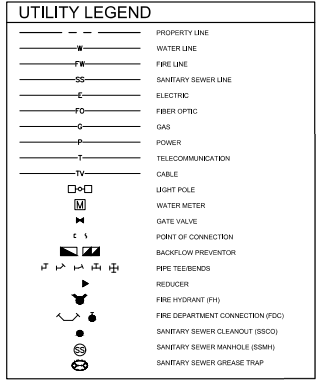 UTILITY LEGEND
PROPERTY LINE
W WATER LINE
FW FIRE LINE
SS SANITARY SEWER LINE
E ELECTRIC
FO FIBER OPTIC
G GAS
P POWER
T TELECOMMUNICATION
TV CABLE
LIGHT POLE
M WATER METER
GATE VALVE
POINT OF CONNECTION
BACKFLOW PREVENTOR
PIPE TEE/BENDS
REDUCER
FIRE HYDRANT (FH)
FIRE DEPARTMENT CONNECTION (FDC)
SANITARY SEWER CLEANOUT (SSCO)
SS SANITARY SEWER MANHOLE (SSMH)
SANITARY SEWER GREASE TRAP